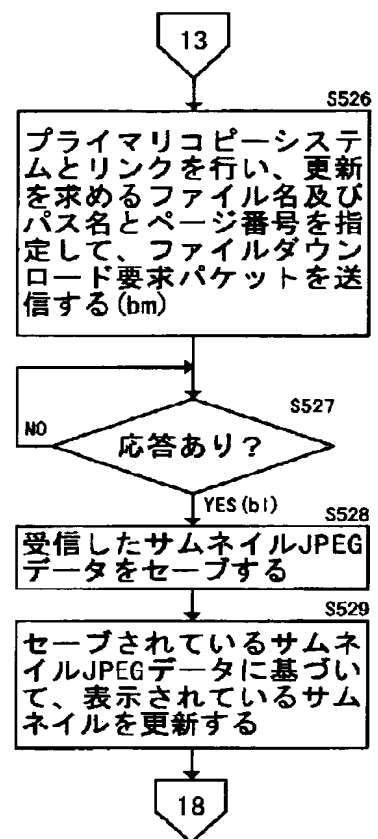 13
S526
プライマリコピーシステ
ムとリンクを行い、更新
を求めるファイル名及び
パス名とページ番号を指
定して、ファイルダウン
ロード要求パケットを送
信する(bm)
S527
NO
応答あり？
YES(bl)
S528
受信したサムネイルJPEG
データをセーブする
S529
セーブされているサムネ
イルJPEGデータに基づい
て、表示されているサム
ネイルを更新する
18